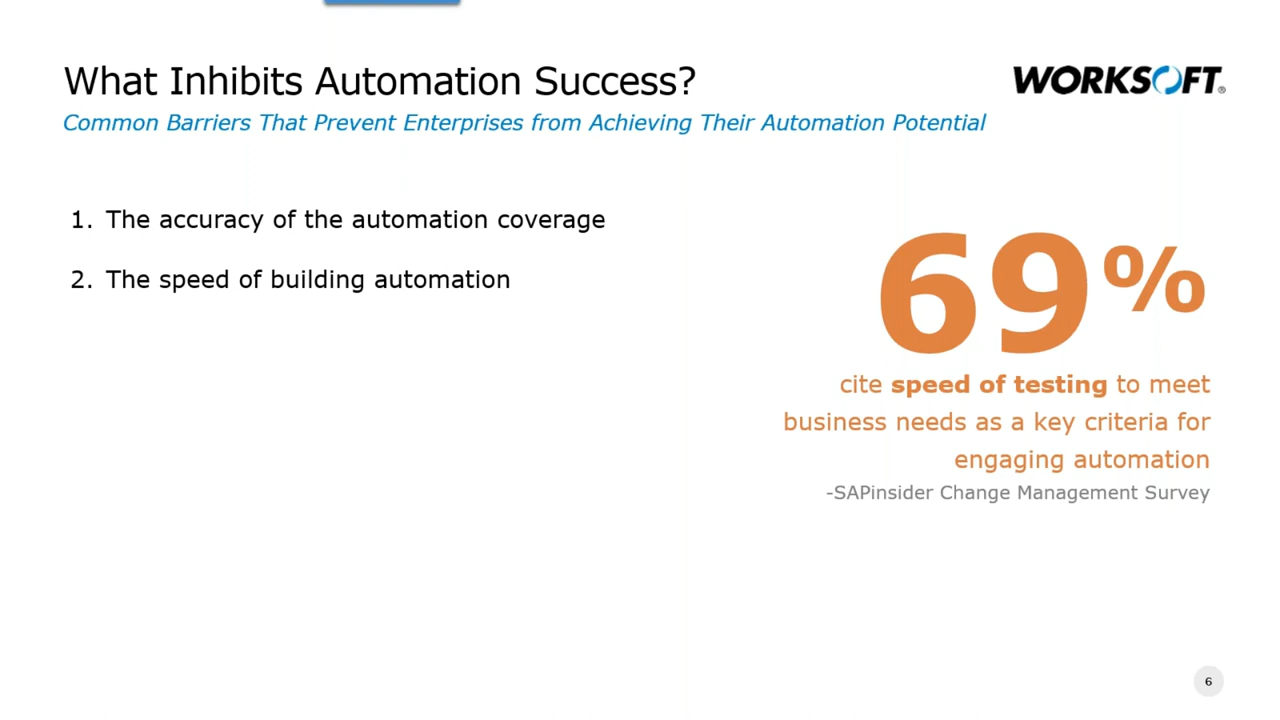 What Inhibits Automation Success?
WORKSOFT®
Common Barriers That Prevent Enterprises from Achieving Their Automation Potential
1. The accuracy of the automation coverage
2. The speed of building automation
69%
cite speed of testing to meet
business needs as a key criteria for
engaging automation
-SAPinsider Change Management Survey
6